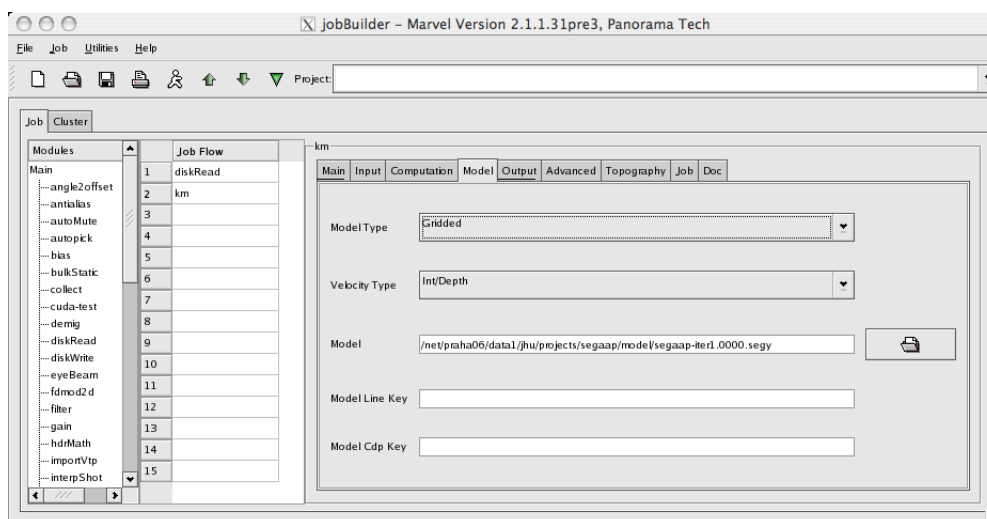 jobBuilder – Marvel Version 2.1.1.31pre3, Panorama Tech
File Job Utilities Help
Project:
Job Cluster
Modules
Main
angle2offset
antialias
autoMute
autopick
bias
bulkStatic
collect
cuda-test
demig
diskRead
diskWrite
eyeBeam
fdmod2d
filter
gain
hdrMath
importVtp
interpShot
Job Flow
1 diskRead
2 km
3
4
5
6
7
8
9
10
11
12
13
14
15
km
Main Input Computation Model Output Advanced Topography Job Doc
Model Type Gridded
Velocity Type Int/Depth
Model /net/praha06/data1/jhu/projects/segaap/model/segaap-iter1.0000.segy
Model Line Key
Model Cdp Key